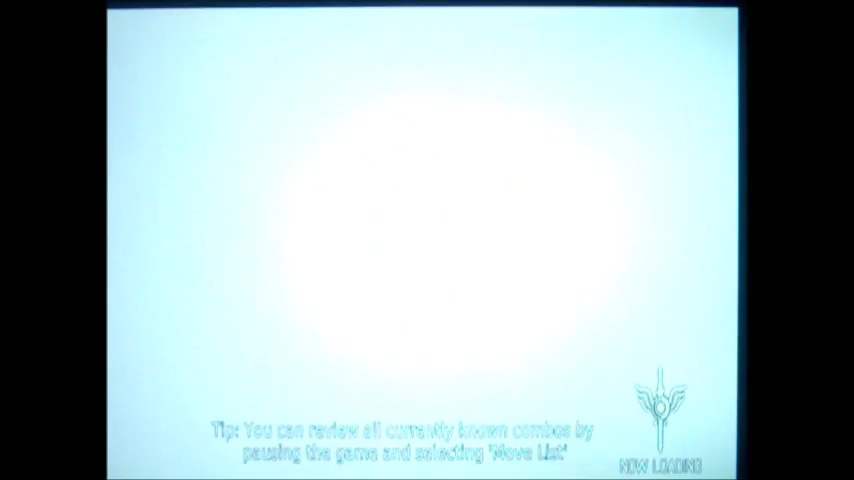 Tip: You can review all currently known combos by
pausing the game and selecting 'Move List'
NOW LOADING